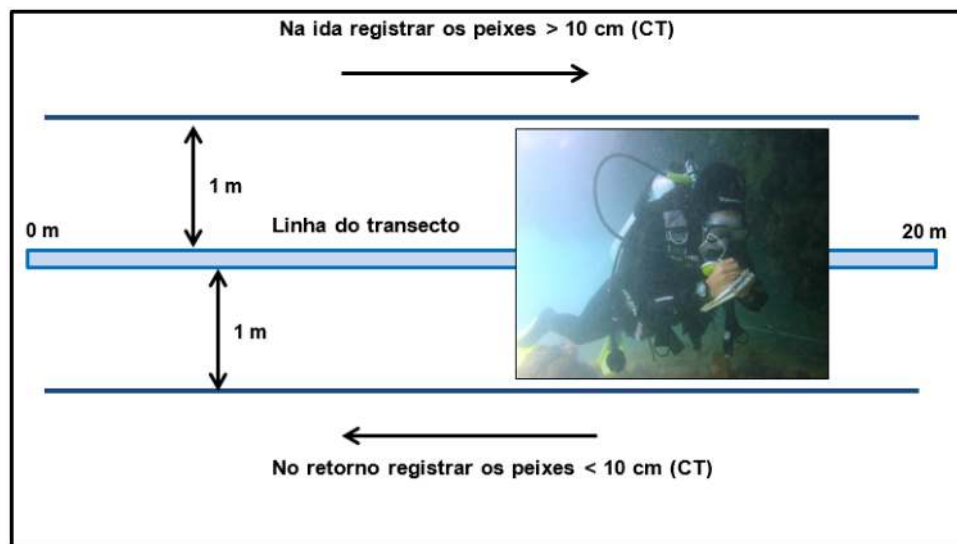 Na ida registrar os peixes > 10 cm (CT)
1 m
0 m
Linha do transecto
20 m
1 m
No retorno registrar os peixes < 10 cm (CT)